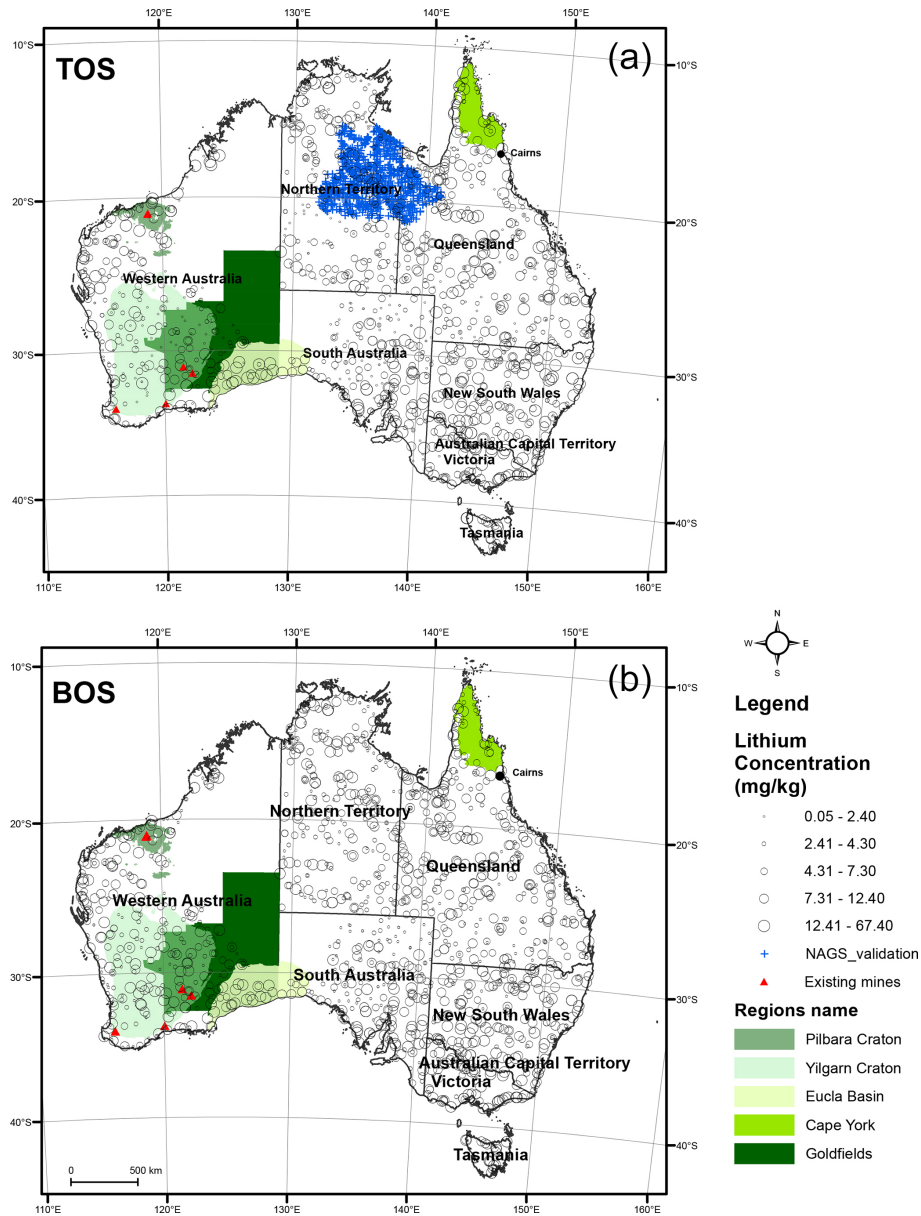 120°E 130°E 140°E 150°E
10°S
TOS
(a)
10°S
Cairns
Northern Territory
20°S
20°S
Queensland
Western Australia
30°S
South Australia
30°S
New South Wales
Australian Capital Territory
Victoria
40°S
40°S
Tasmania
110°E 120°E 130°E 140°E 150°E 160°E
120°E 130°E 140°E 150°E
10°S
BOS
(b)
10°S
Cairns
Northern Territory
20°S
20°S
Queensland
Western Australia
30°S
South Australia
30°S
New South Wales
Australian Capital Territory
Victoria
40°S
40°S
Tasmania
0 500 km
110°E 120°E 130°E 140°E 150°E 160°E
N
W E
S
Legend
Lithium
Concentration
(mg/kg)
0.05 - 2.40
2.41 - 4.30
4.31 - 7.30
7.31 - 12.40
12.41 - 67.40
NAGS_validation
Existing mines
Regions name
Pilbara Craton
Yilgarn Craton
Eucla Basin
Cape York
Goldfields